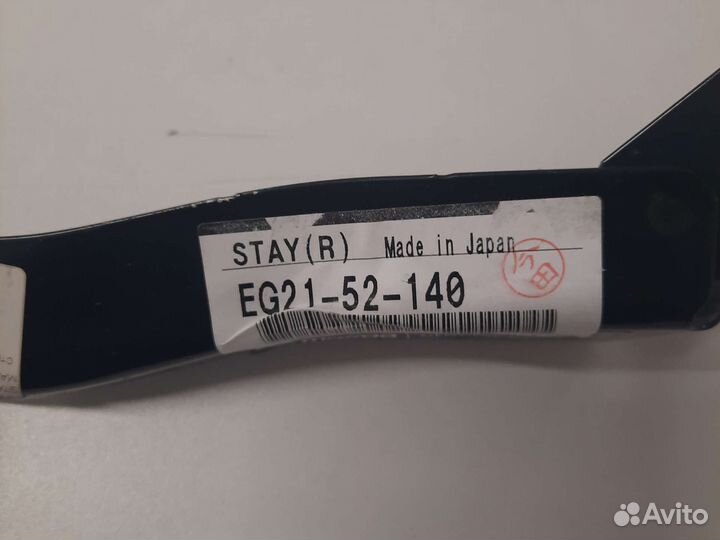 STAY(R) Made in Japan
EG21-52-140
Avito